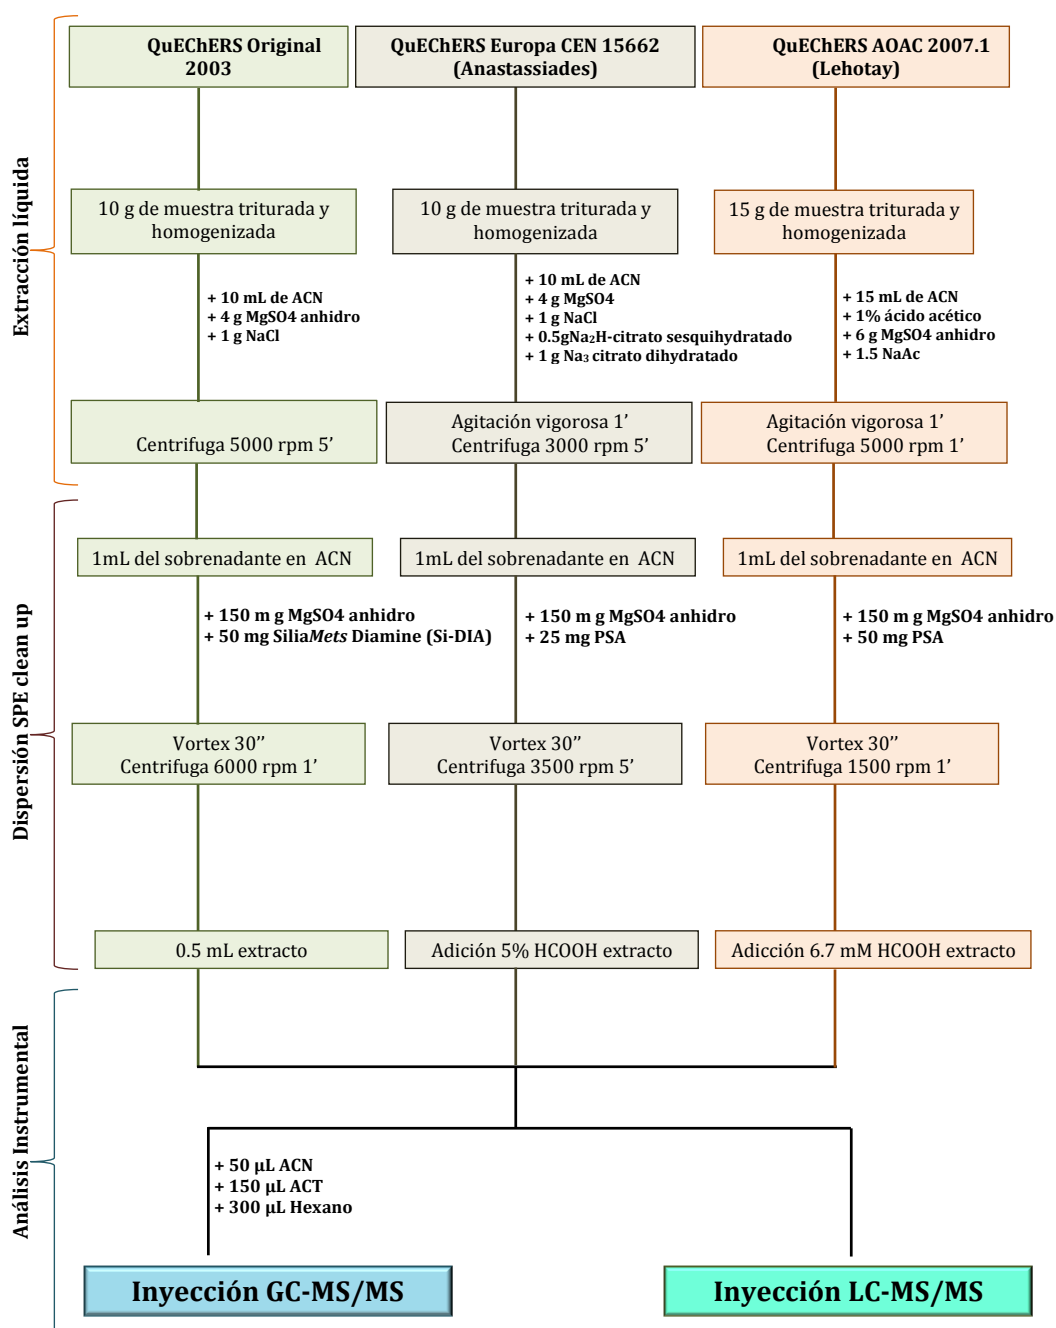 QuEChERS Original
2003
QuEChERS Europa CEN 15662
(Anastassiades)
QuEChERS AOAC 2007.1
(Lehotay)
Extracción líquida
10 g de muestra triturada y
homogenizada
10 g de muestra triturada y
homogenizada
15 g de muestra triturada y
homogenizada
+ 10 mL de ACN
+ 4 g MgSO4 anhidro
+ 1 g NaCl
+ 10 mL de ACN
+ 4 g MgSO4
+ 1 g NaCl
+ 0.5gNa₂H-citrato sesquihydratado
+ 1 g Na₃ citrato dihydratado
+ 15 mL de ACN
+ 1% ácido acético
+ 6 g MgSO4 anhidro
+ 1.5 NaAc
Centrifuga 5000 rpm 5’
Agitación vigorosa 1’
Centrifuga 3000 rpm 5’
Agitación vigorosa 1’
Centrifuga 5000 rpm 1’
Dispersión SPE clean up
1mL del sobrenadante en ACN
1mL del sobrenadante en ACN
1mL del sobrenadante en ACN
+ 150 m g MgSO4 anhidro
+ 50 mg SiliaMets Diamine (Si-DIA)
+ 150 m g MgSO4 anhidro
+ 25 mg PSA
+ 150 m g MgSO4 anhidro
+ 50 mg PSA
Vortex 30’’
Centrifuga 6000 rpm 1’
Vortex 30’’
Centrifuga 3500 rpm 5’
Vortex 30’’
Centrifuga 1500 rpm 1’
0.5 mL extracto
Adición 5% HCOOH extracto
Adicción 6.7 mM HCOOH extracto
Análisis Instrumental
+ 50 µL ACN
+ 150 µL ACT
+ 300 µL Hexano
Inyección GC-MS/MS
Inyección LC-MS/MS